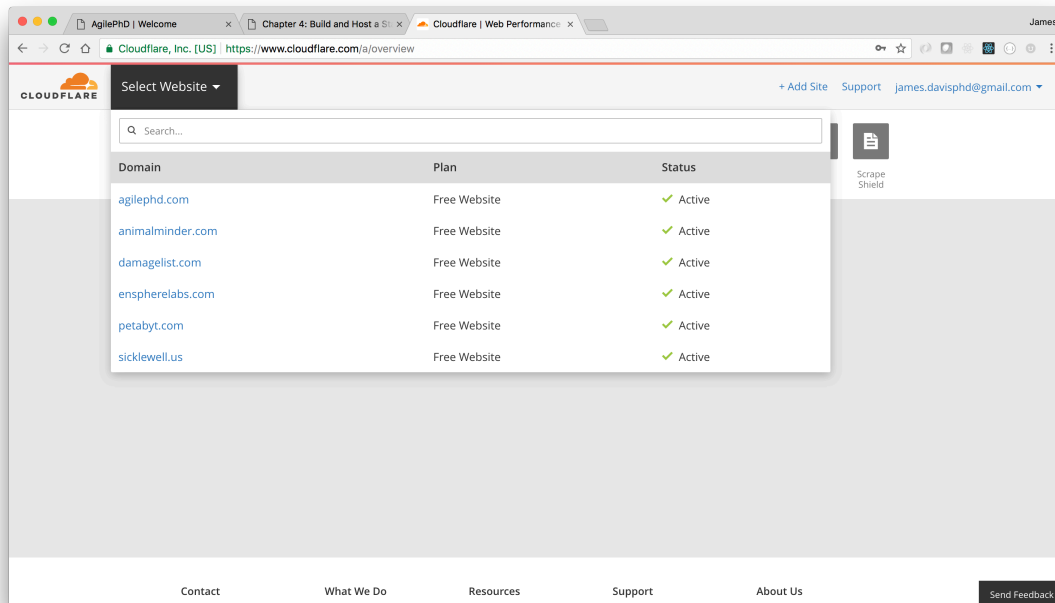 AgilePhD | Welcome
Chapter 4: Build and Host a St
Cloudflare | Web Performance
James
Cloudflare, Inc. [US]
https://www.cloudflare.com/a/overview
CLOUDFLARE
Select Website
+ Add Site
Support
james.davisphd@gmail.com
Search...
Domain Plan Status
agilephd.com Free Website Active
animalminder.com Free Website Active
damagelist.com Free Website Active
enspherelabs.com Free Website Active
petabyt.com Free Website Active
sicklewell.us Free Website Active
Scrape
Shield
Contact What We Do Resources Support About Us
Send Feedback